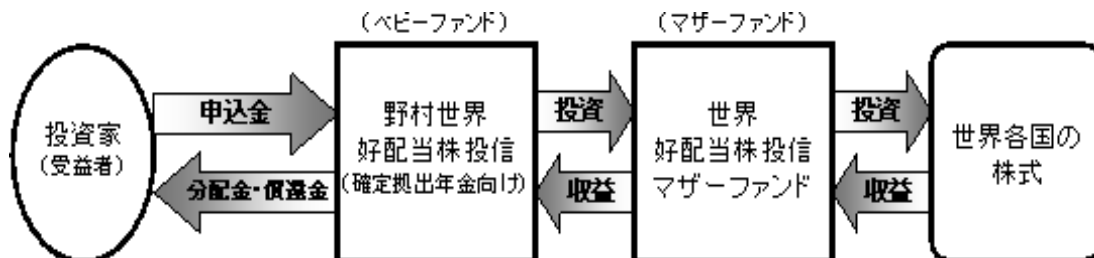 (ベビーファンド)
(マザーファンド)
投資家
(受益者)
申込金
分配金・償還金
野村世界
好配当株投信
(確定拠出年金向け)
投資
収益
世界
好配当株投信
マザーファンド
投資
収益
世界各国の
株式